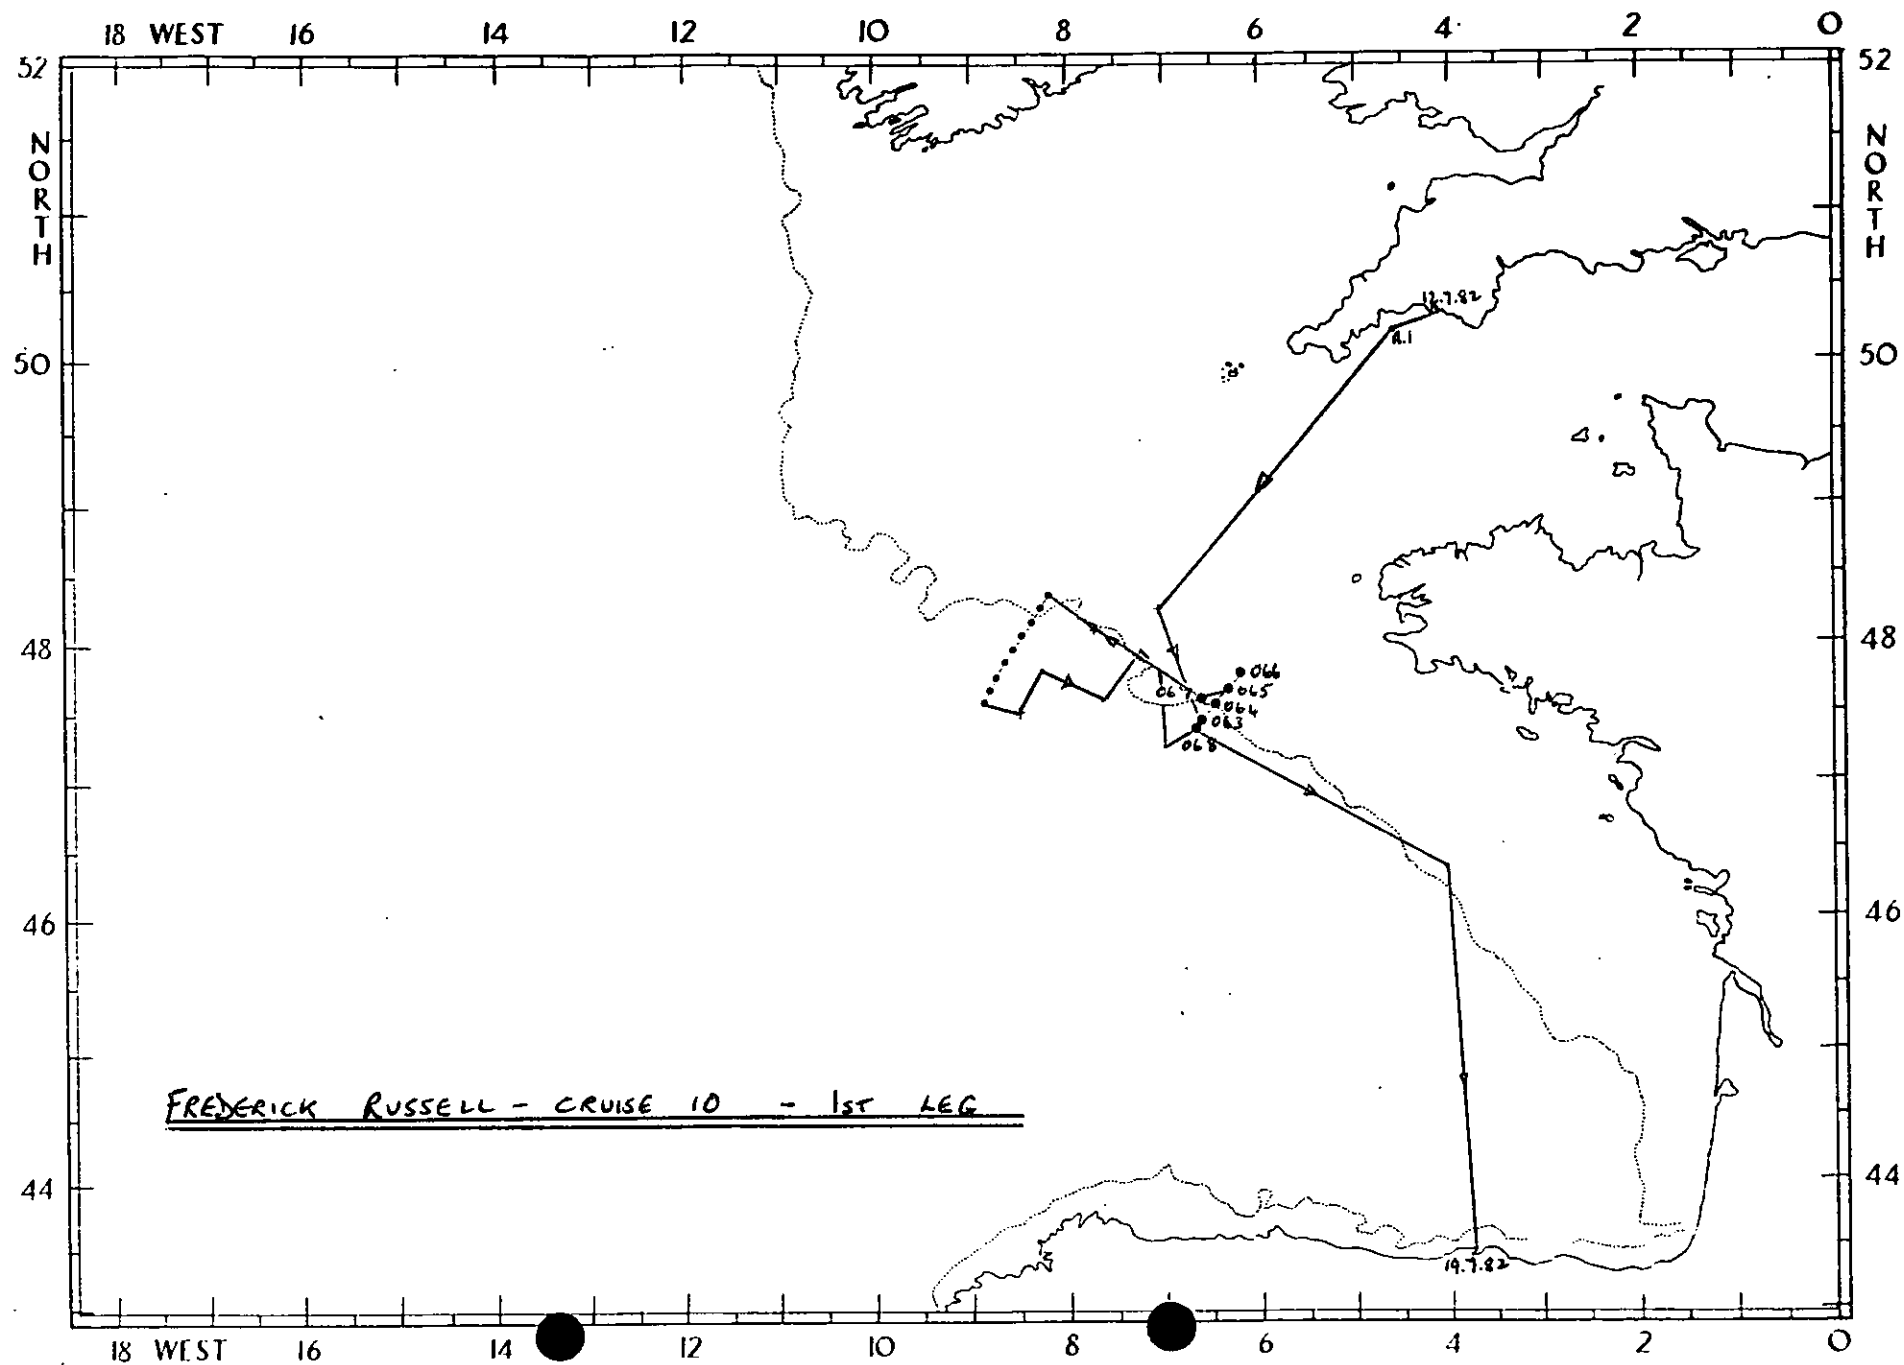 18 WEST 16 14 12 10 8 6 4 2 0
52 52
NORTH NORTH
12.7.82
R.1
50 50
48 48
066
067 065
064
063
068
46 46
FREDERICK RUSSELL - CRUISE 10 - 1ST LEG
44 44
19.7.82
18 WEST 16 14 12 10 8 6 4 2 0